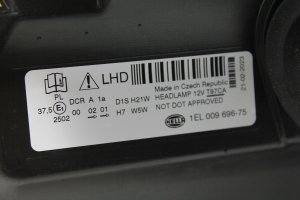 LHD
Made in Czech Republic
PL DCR A 1a D1S H21W HEADLAMP 12V T97CA
37,5 E1 00 02 01 H7 W5W NOT DOT APPROVED
2502
HELLA
1EL 009 696-75
21-02-2023